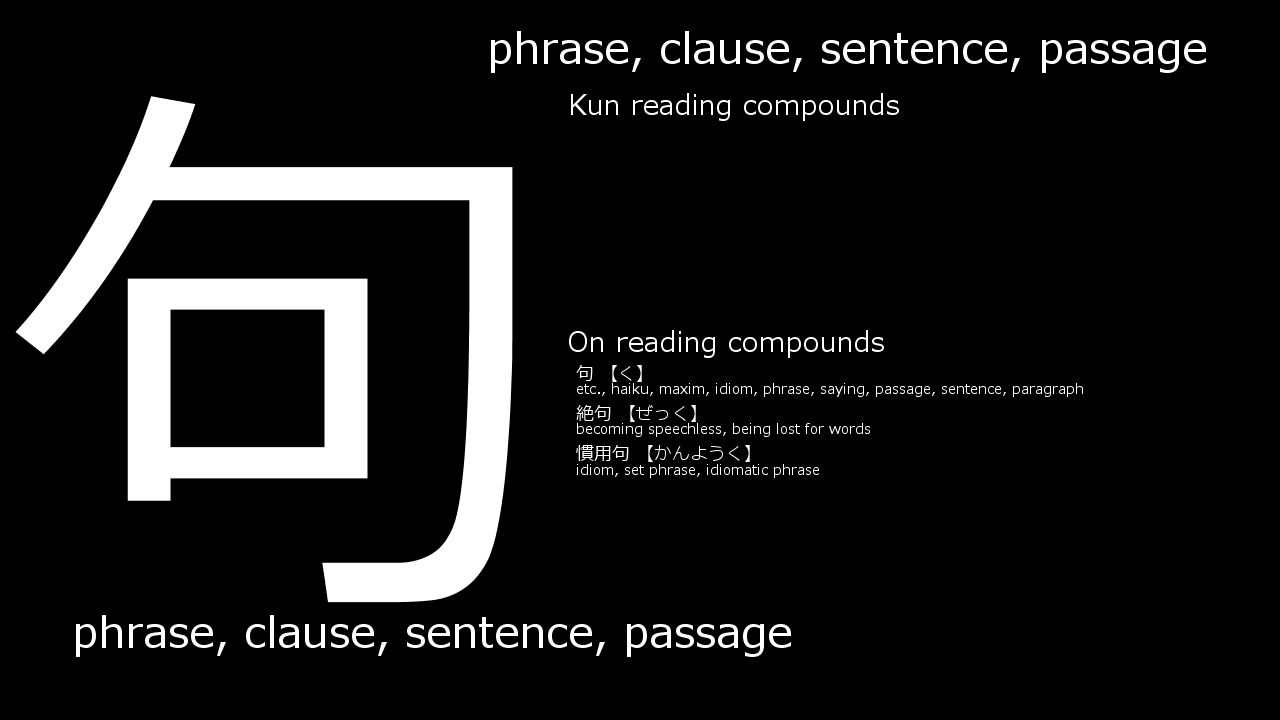 phrase, clause, sentence, passage
Kun reading compounds
句
On reading compounds
句 【く】
etc., haiku, maxim, idiom, phrase, saying, passage, sentence, paragraph
絶句 【ぜっく】
becoming speechless, being lost for words
慣用句 【かんようく】
idiom, set phrase, idiomatic phrase
phrase, clause, sentence, passage